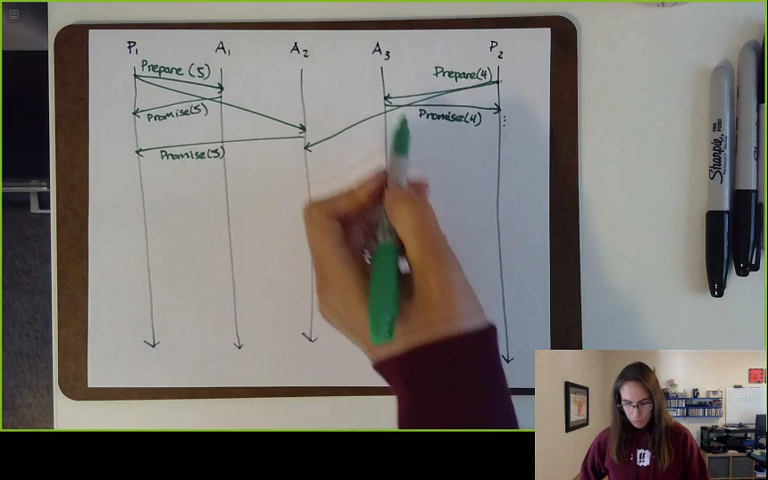 P₁ A₁ A₂ A₃ P₂
Prepare (5)
Prepare(4)
Promise(5)
Promise(4)
Promise(5)
Sharpie
!!